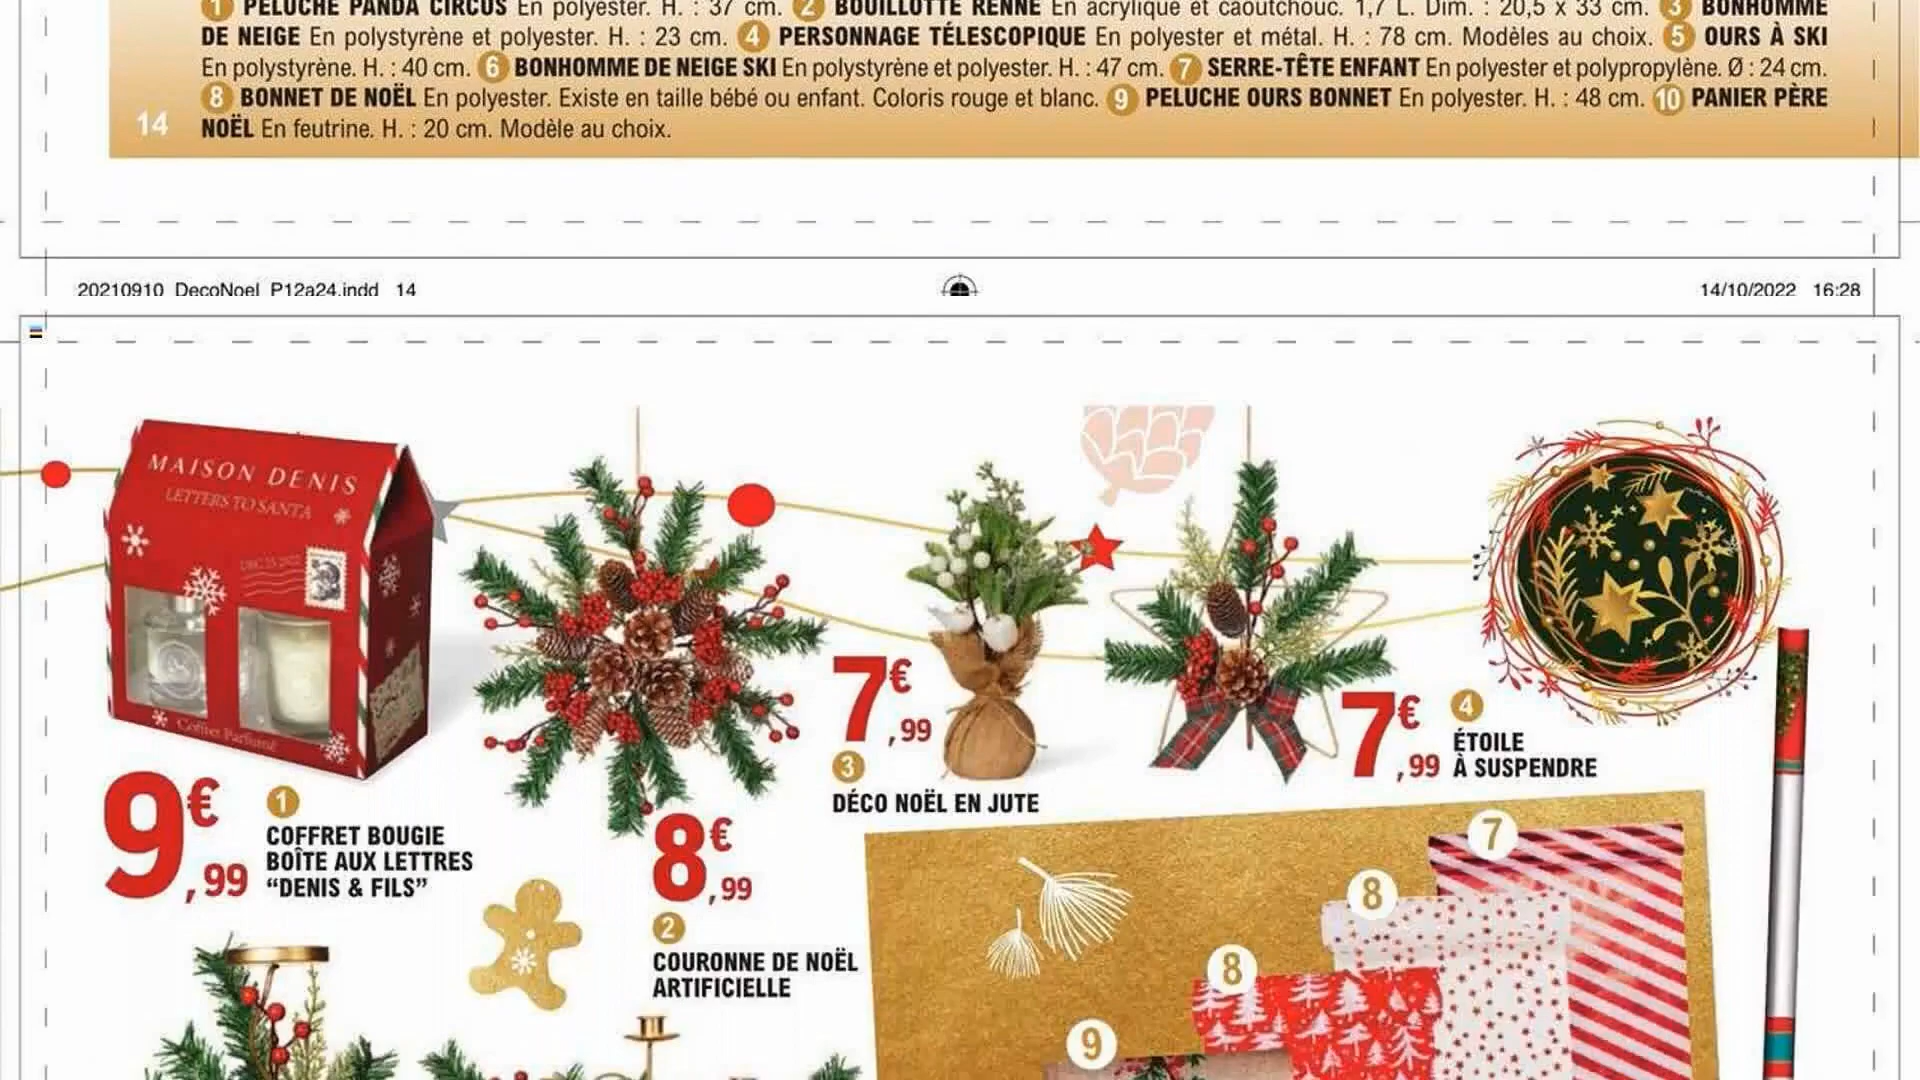 1 PELUCHE PANDA CIRCUS En polyester. H. : 37 cm. 2 BOUILLOTTE RENNE En acrylique et caoutchouc. 1,7 L. Dim. : 20,5 x 33 cm. 3 BONHOMME
DE NEIGE En polystyrène et polyester. H. : 23 cm. 4 PERSONNAGE TÉLESCOPIQUE En polyester et métal. H. : 78 cm. Modèles au choix. 5 OURS À SKI
En polystyrène. H. : 40 cm. 6 BONHOMME DE NEIGE SKI En polystyrène et polyester. H. : 47 cm. 7 SERRE-TÊTE ENFANT En polyester et polypropylène. Ø : 24 cm.
8 BONNET DE NOËL En polyester. Existe en taille bébé ou enfant. Coloris rouge et blanc. 9 PELUCHE OURS BONNET En polyester. H. : 48 cm. 10 PANIER PÈRE
14 NOËL En feutrine. H. : 20 cm. Modèle au choix.
20210910_DecoNoel_P12a24.indd 14
14/10/2022 16:28
MAISON DENIS
LETTERS TO SANTA
Coffret Parfumé
9€,99
1
COFFRET BOUGIE
BOÎTE AUX LETTRES
“DENIS & FILS”
8€,99
2
COURONNE DE NOËL
ARTIFICIELLE
7€,99
3
DÉCO NOËL EN JUTE
7€,99
4
ÉTOILE
À SUSPENDRE
7
8
8
9